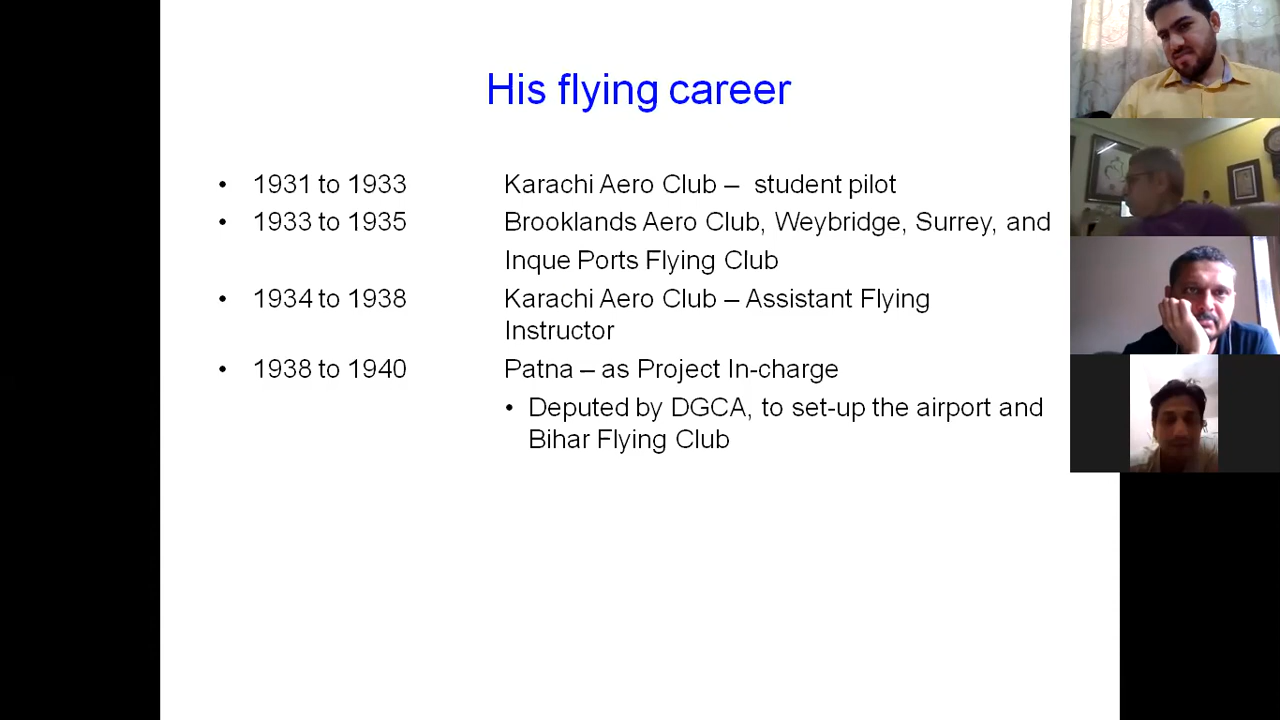 His flying career
• 1931 to 1933 Karachi Aero Club – student pilot
• 1933 to 1935 Brooklands Aero Club, Weybridge, Surrey, and
Inque Ports Flying Club
• 1934 to 1938 Karachi Aero Club – Assistant Flying
Instructor
• 1938 to 1940 Patna – as Project In-charge
• Deputed by DGCA, to set-up the airport and
Bihar Flying Club